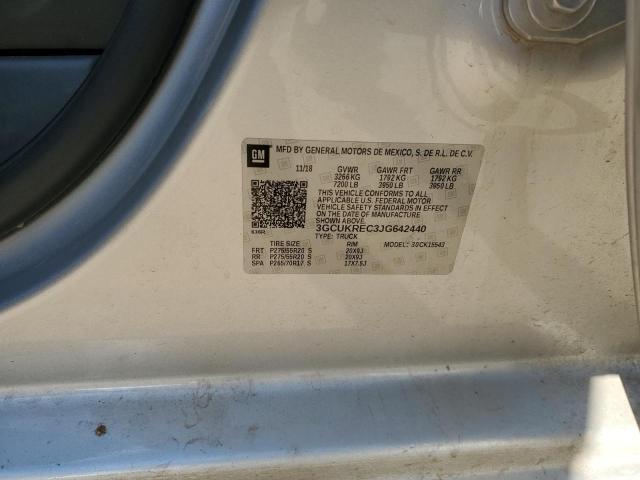 GM
MFD BY GENERAL MOTORS DE MEXICO, S. DE R.L. DE C.V.
11/18 GVWR GAWR FRT GAWR RR
3266 KG 1792 KG 1792 KG
7200 LB 3950 LB 3950 LB
THIS VEHICLE CONFORMS TO ALL
APPLICABLE U.S. FEDERAL MOTOR
VEHICLE SAFETY STANDARDS IN EFFECT
ON THE DATE OF MANUFACTURE
SHOWN ABOVE.
3GCUKREC3JG642440
TYPE: TRUCK
TIRE SIZE RIM MODEL: 30CK15543
FRT P275/55R20 S 20X9J
RR P275/55R20 S 20X9J
SPA P265/70R17 S 17X7.5J